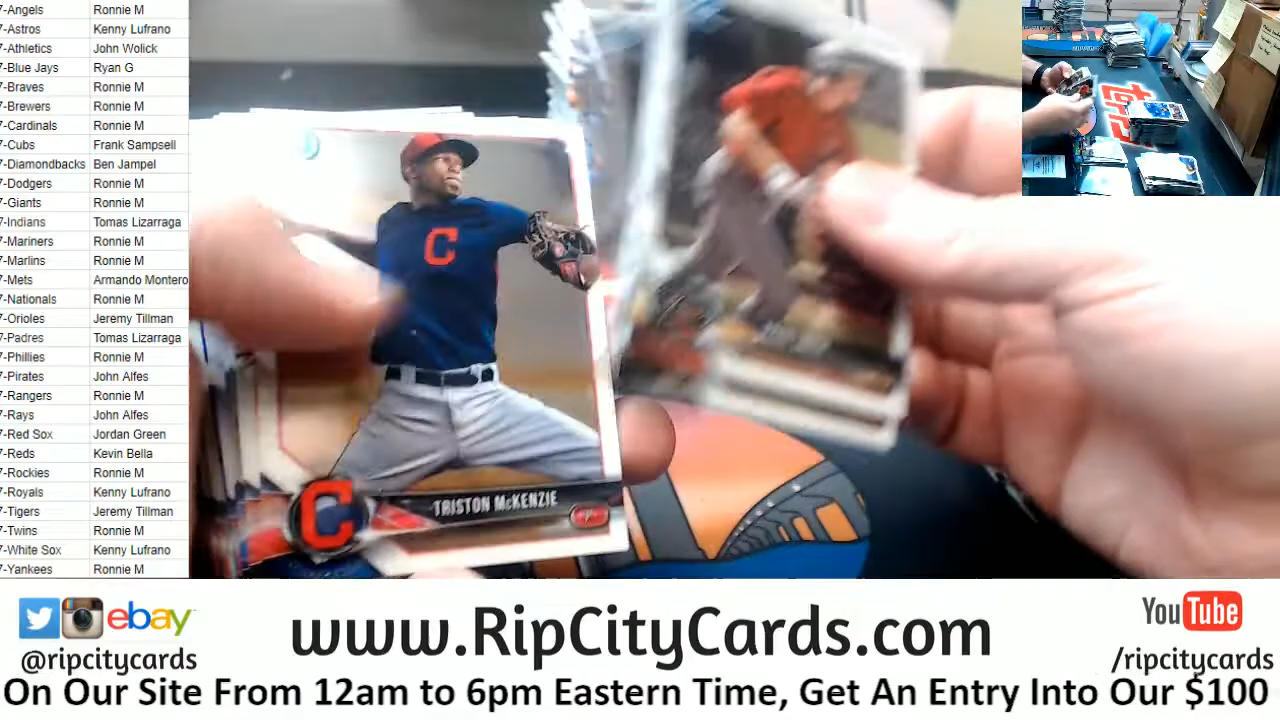 7-Angels Ronnie M
7-Astros Kenny Lufrano
7-Athletics John Wolick
7-Blue Jays Ryan G
7-Braves Ronnie M
7-Brewers Ronnie M
7-Cardinals Ronnie M
7-Cubs Frank Sampsell
7-Diamondbacks Ben Jampel
7-Dodgers Ronnie M
7-Giants Ronnie M
7-Indians Tomas Lizarraga
7-Mariners Ronnie M
7-Marlins Ronnie M
7-Mets Armando Montero
7-Nationals Ronnie M
7-Orioles Jeremy Tillman
7-Padres Tomas Lizarraga
7-Phillies Ronnie M
7-Pirates John Alfes
7-Rangers Ronnie M
7-Rays John Alfes
7-Red Sox Jordan Green
7-Reds Kevin Bella
7-Rockies Ronnie M
7-Royals Kenny Lufrano
7-Tigers Jeremy Tillman
7-Twins Ronnie M
7-White Sox Kenny Lufrano
7-Yankees Ronnie M
C
C
TRISTON McKENZIE
P
ebay
@ripcitycards
www.RipCityCards.com
YouTube
/ripcitycards
On Our Site From 12am to 6pm Eastern Time, Get An Entry Into Our $100